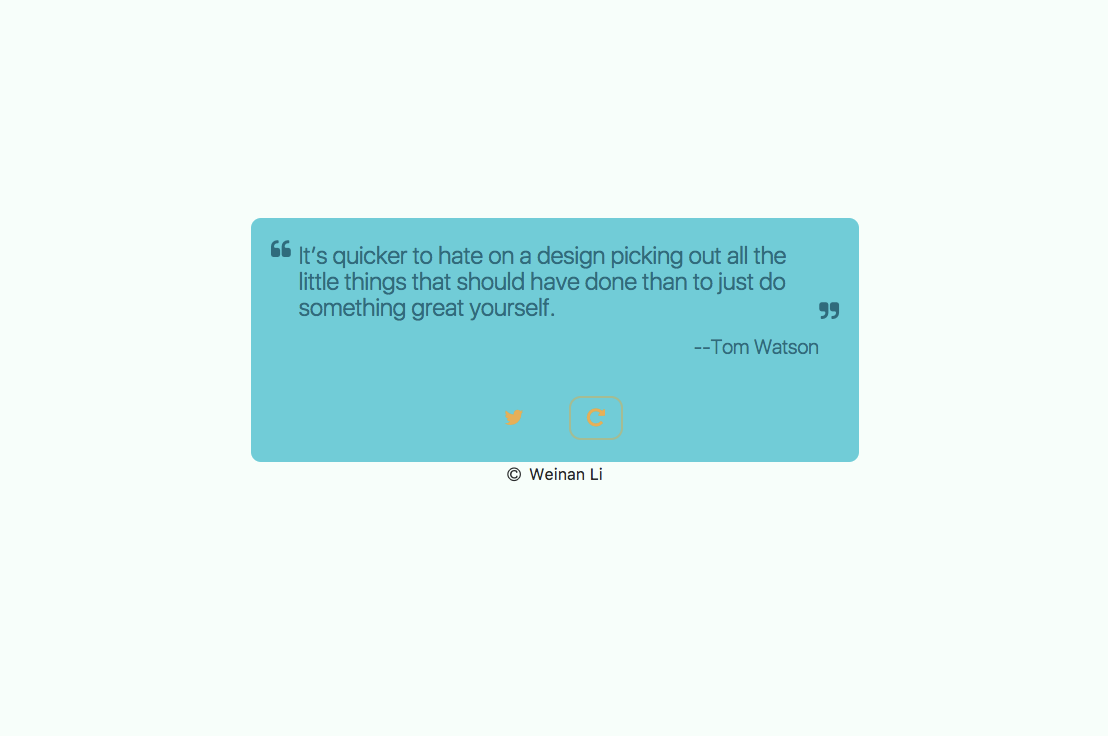 “ It’s quicker to hate on a design picking out all the
little things that should have done than to just do
something great yourself. ”
--Tom Watson
© Weinan Li